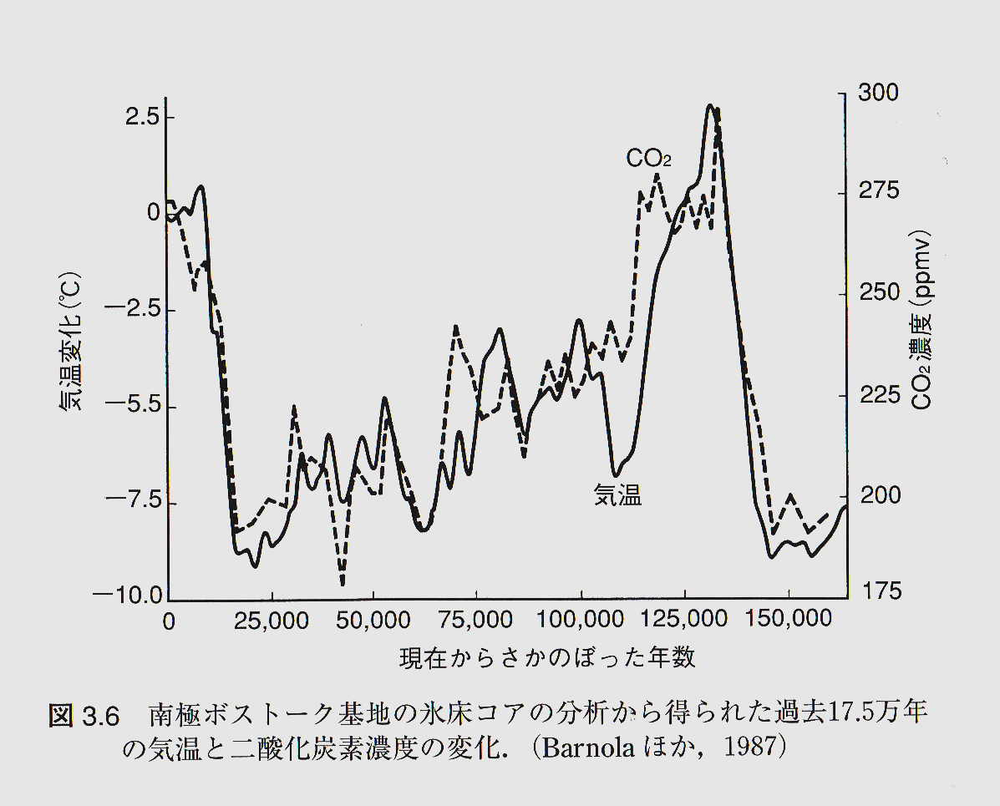 2.5
0
—2.5
—5.5
—7.5
—10.0
気温変化(℃)
300
275
250
225
200
175
CO₂濃度(ppmv)
CO₂
気温
0 25,000 50,000 75,000 100,000 125,000 150,000
現在からさかのぼった年数
図 3.6 南極ボストーク基地の氷床コアの分析から得られた過去17.5万年
の気温と二酸化炭素濃度の変化.(Barnola ほか, 1987)